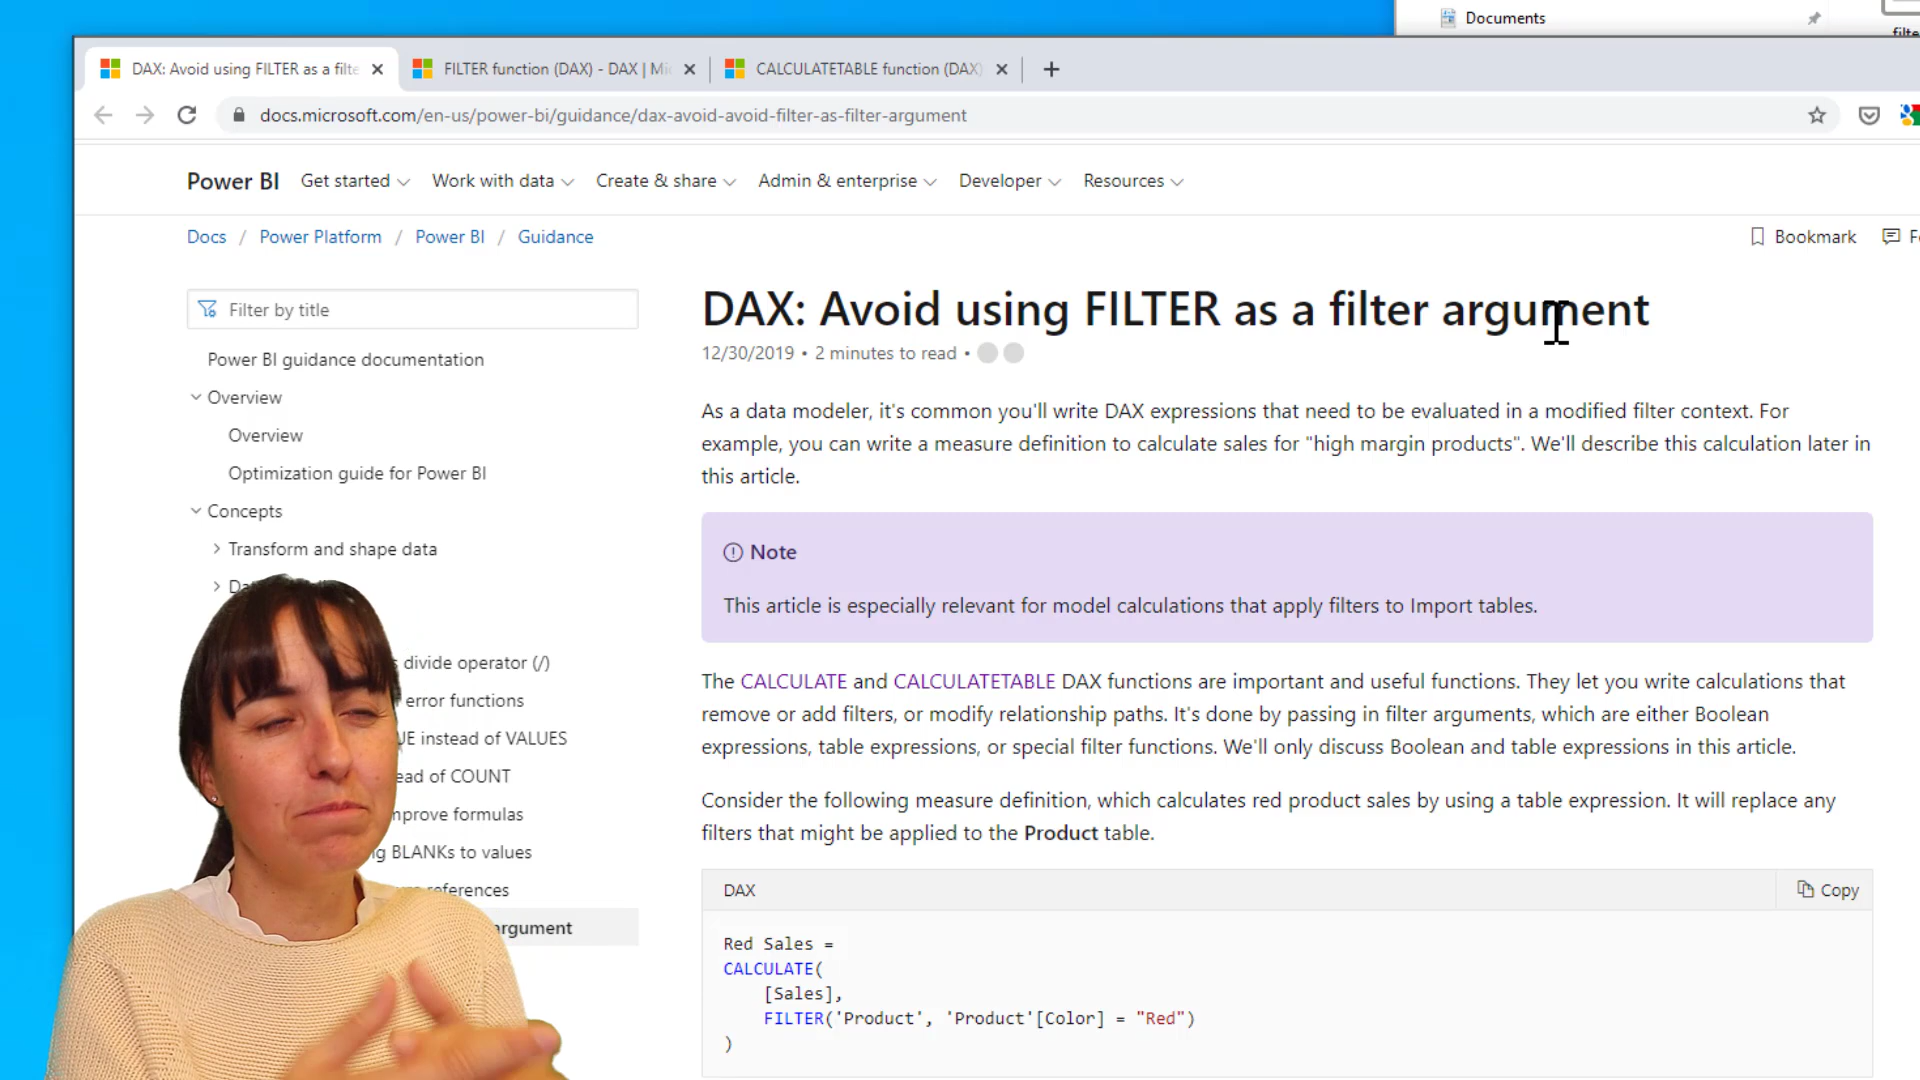 Documents
filte
DAX: Avoid using FILTER as a filte
FILTER function (DAX) - DAX | Mi
CALCULATETABLE function (DAX)
docs.microsoft.com/en-us/power-bi/guidance/dax-avoid-avoid-filter-as-filter-argument
Power BI Get started Work with data Create & share Admin & enterprise Developer Resources
Docs / Power Platform / Power BI / Guidance
Bookmark
Filter by title
Power BI guidance documentation
Overview
Overview
Optimization guide for Power BI
Concepts
Transform and shape data
divide operator (/)
error functions
instead of VALUES
of COUNT
formulas
BLANKs to values
references
argument
DAX: Avoid using FILTER as a filter argument
12/30/2019 • 2 minutes to read •
As a data modeler, it's common you'll write DAX expressions that need to be evaluated in a modified filter context. For
example, you can write a measure definition to calculate sales for "high margin products". We'll describe this calculation later in
this article.
Note
This article is especially relevant for model calculations that apply filters to Import tables.
The CALCULATE and CALCULATETABLE DAX functions are important and useful functions. They let you write calculations that
remove or add filters, or modify relationship paths. It's done by passing in filter arguments, which are either Boolean
expressions, table expressions, or special filter functions. We'll only discuss Boolean and table expressions in this article.
Consider the following measure definition, which calculates red product sales by using a table expression. It will replace any
filters that might be applied to the Product table.
DAX
Copy
Red Sales =
CALCULATE(
[Sales],
FILTER('Product', 'Product'[Color] = "Red")
)